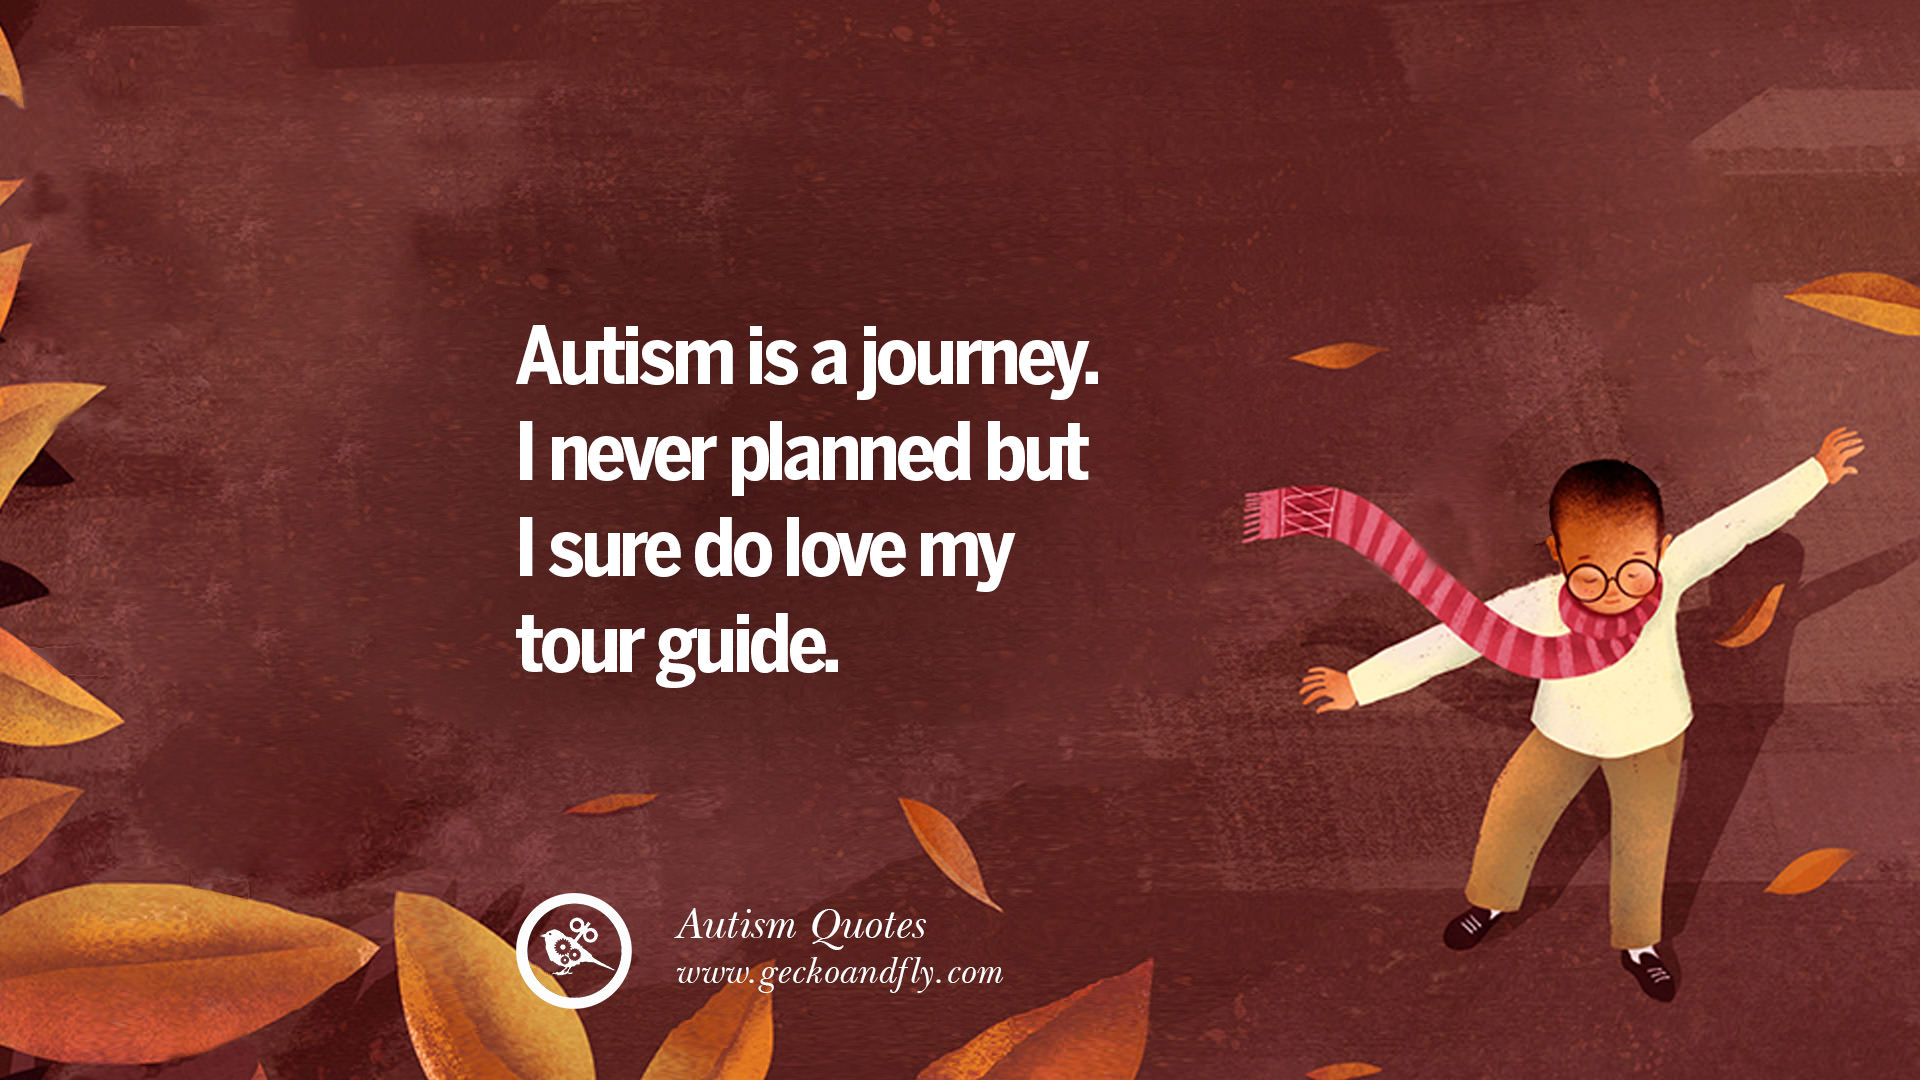 Autism is a journey.
I never planned but
I sure do love my
tour guide.
Autism Quotes
www.geckoandfly.com